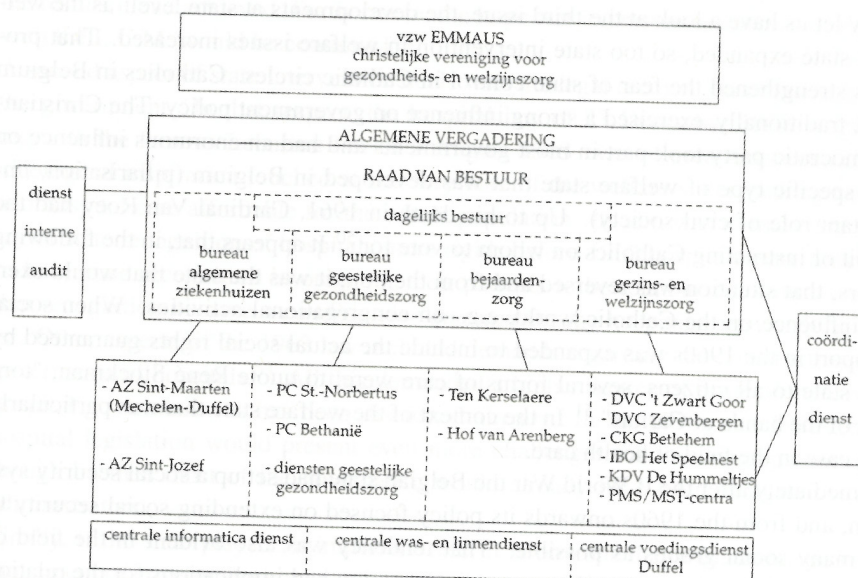 vzw EMMAUS
christelijke vereniging voor
gezondheids- en welzijnszorg
ALGEMENE VERGADERING
RAAD VAN BESTUUR
dienst
interne
audit
dagelijks bestuur
bureau
algemene
ziekenhuizen
bureau
geestelijke
gezondheidszorg
bureau
bejaarden-
zorg
bureau
gezins- en
welzijnszorg
coördi-
natie
dienst
- AZ Sint-Maarten
(Mechelen-Duffel)
- AZ Sint-Jozef
- PC St.-Norbertus
- PC Bethanië
- diensten geestelijke
gezondheidszorg
- Ten Kerselaere
- Hof van Arenberg
- DVC 't Zwart Goor
- DVC Zevenbergen
- CKG Betlehem
- IBO Het Speelnest
- KDV De Hummeltjes
- PMS/MST-centra
centrale informatica dienst
centrale was- en linnendienst
centrale voedingsdienst
Duffel